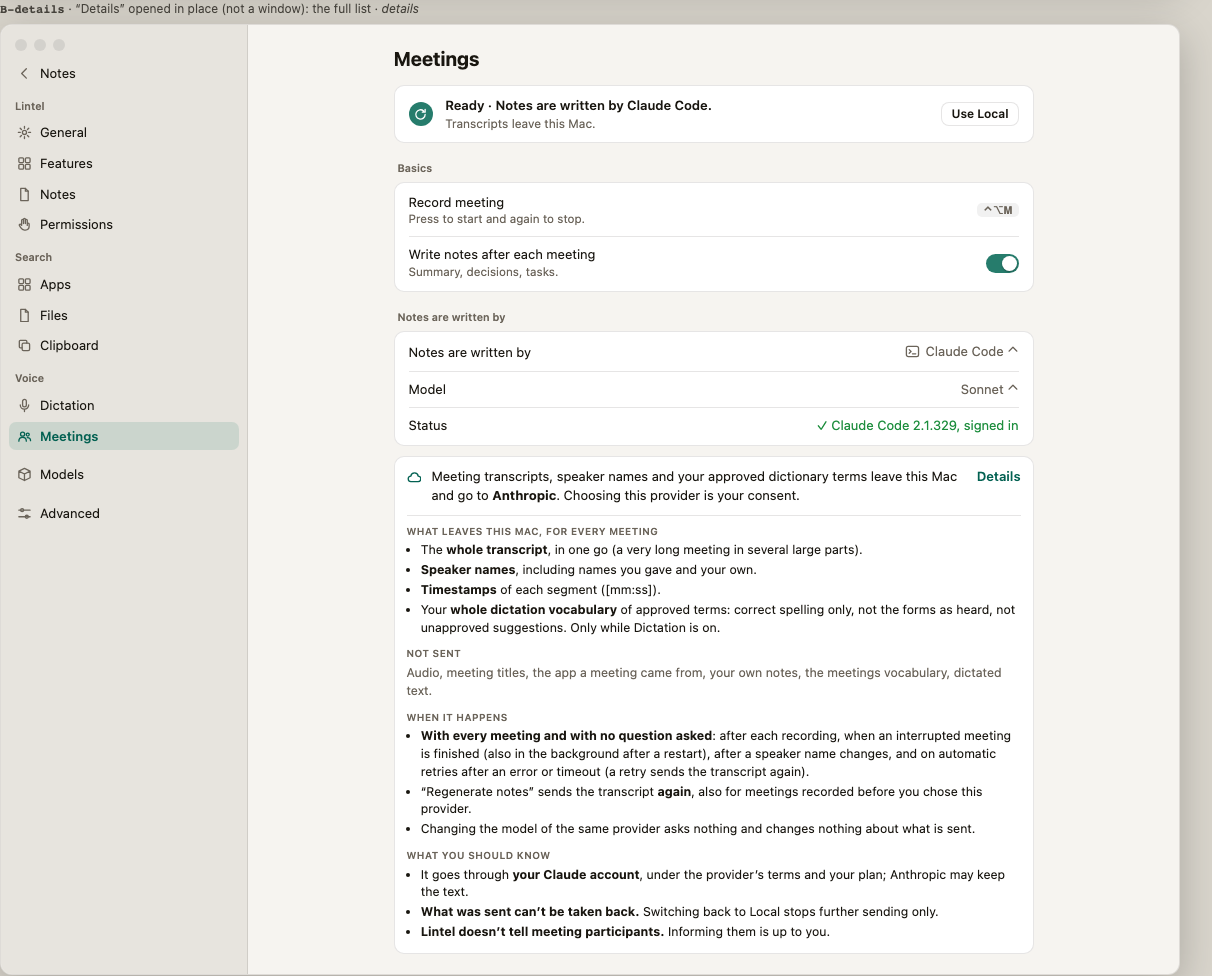 B-details · “Details” opened in place (not a window): the full list · details
Notes
Lintel
General
Features
Notes
Permissions
Search
Apps
Files
Clipboard
Voice
Dictation
Meetings
Models
Advanced
Meetings
Ready · Notes are written by Claude Code.
Transcripts leave this Mac.
Use Local
Basics
Record meeting
Press to start and again to stop.
⌃⌥M
Write notes after each meeting
Summary, decisions, tasks.
Notes are written by
Notes are written by
Claude Code
Model
Sonnet
Status
✓ Claude Code 2.1.329, signed in
Meeting transcripts, speaker names and your approved dictionary terms leave this Mac
and go to Anthropic. Choosing this provider is your consent.
Details
WHAT LEAVES THIS MAC, FOR EVERY MEETING
• The whole transcript, in one go (a very long meeting in several large parts).
• Speaker names, including names you gave and your own.
• Timestamps of each segment ([mm:ss]).
• Your whole dictation vocabulary of approved terms: correct spelling only, not the forms as heard, not
unapproved suggestions. Only while Dictation is on.
NOT SENT
Audio, meeting titles, the app a meeting came from, your own notes, the meetings vocabulary, dictated
text.
WHEN IT HAPPENS
• With every meeting and with no question asked: after each recording, when an interrupted meeting
is finished (also in the background after a restart), after a speaker name changes, and on automatic
retries after an error or timeout (a retry sends the transcript again).
• “Regenerate notes” sends the transcript again, also for meetings recorded before you chose this
provider.
• Changing the model of the same provider asks nothing and changes nothing about what is sent.
WHAT YOU SHOULD KNOW
• It goes through your Claude account, under the provider’s terms and your plan; Anthropic may keep
the text.
• What was sent can’t be taken back. Switching back to Local stops further sending only.
• Lintel doesn’t tell meeting participants. Informing them is up to you.